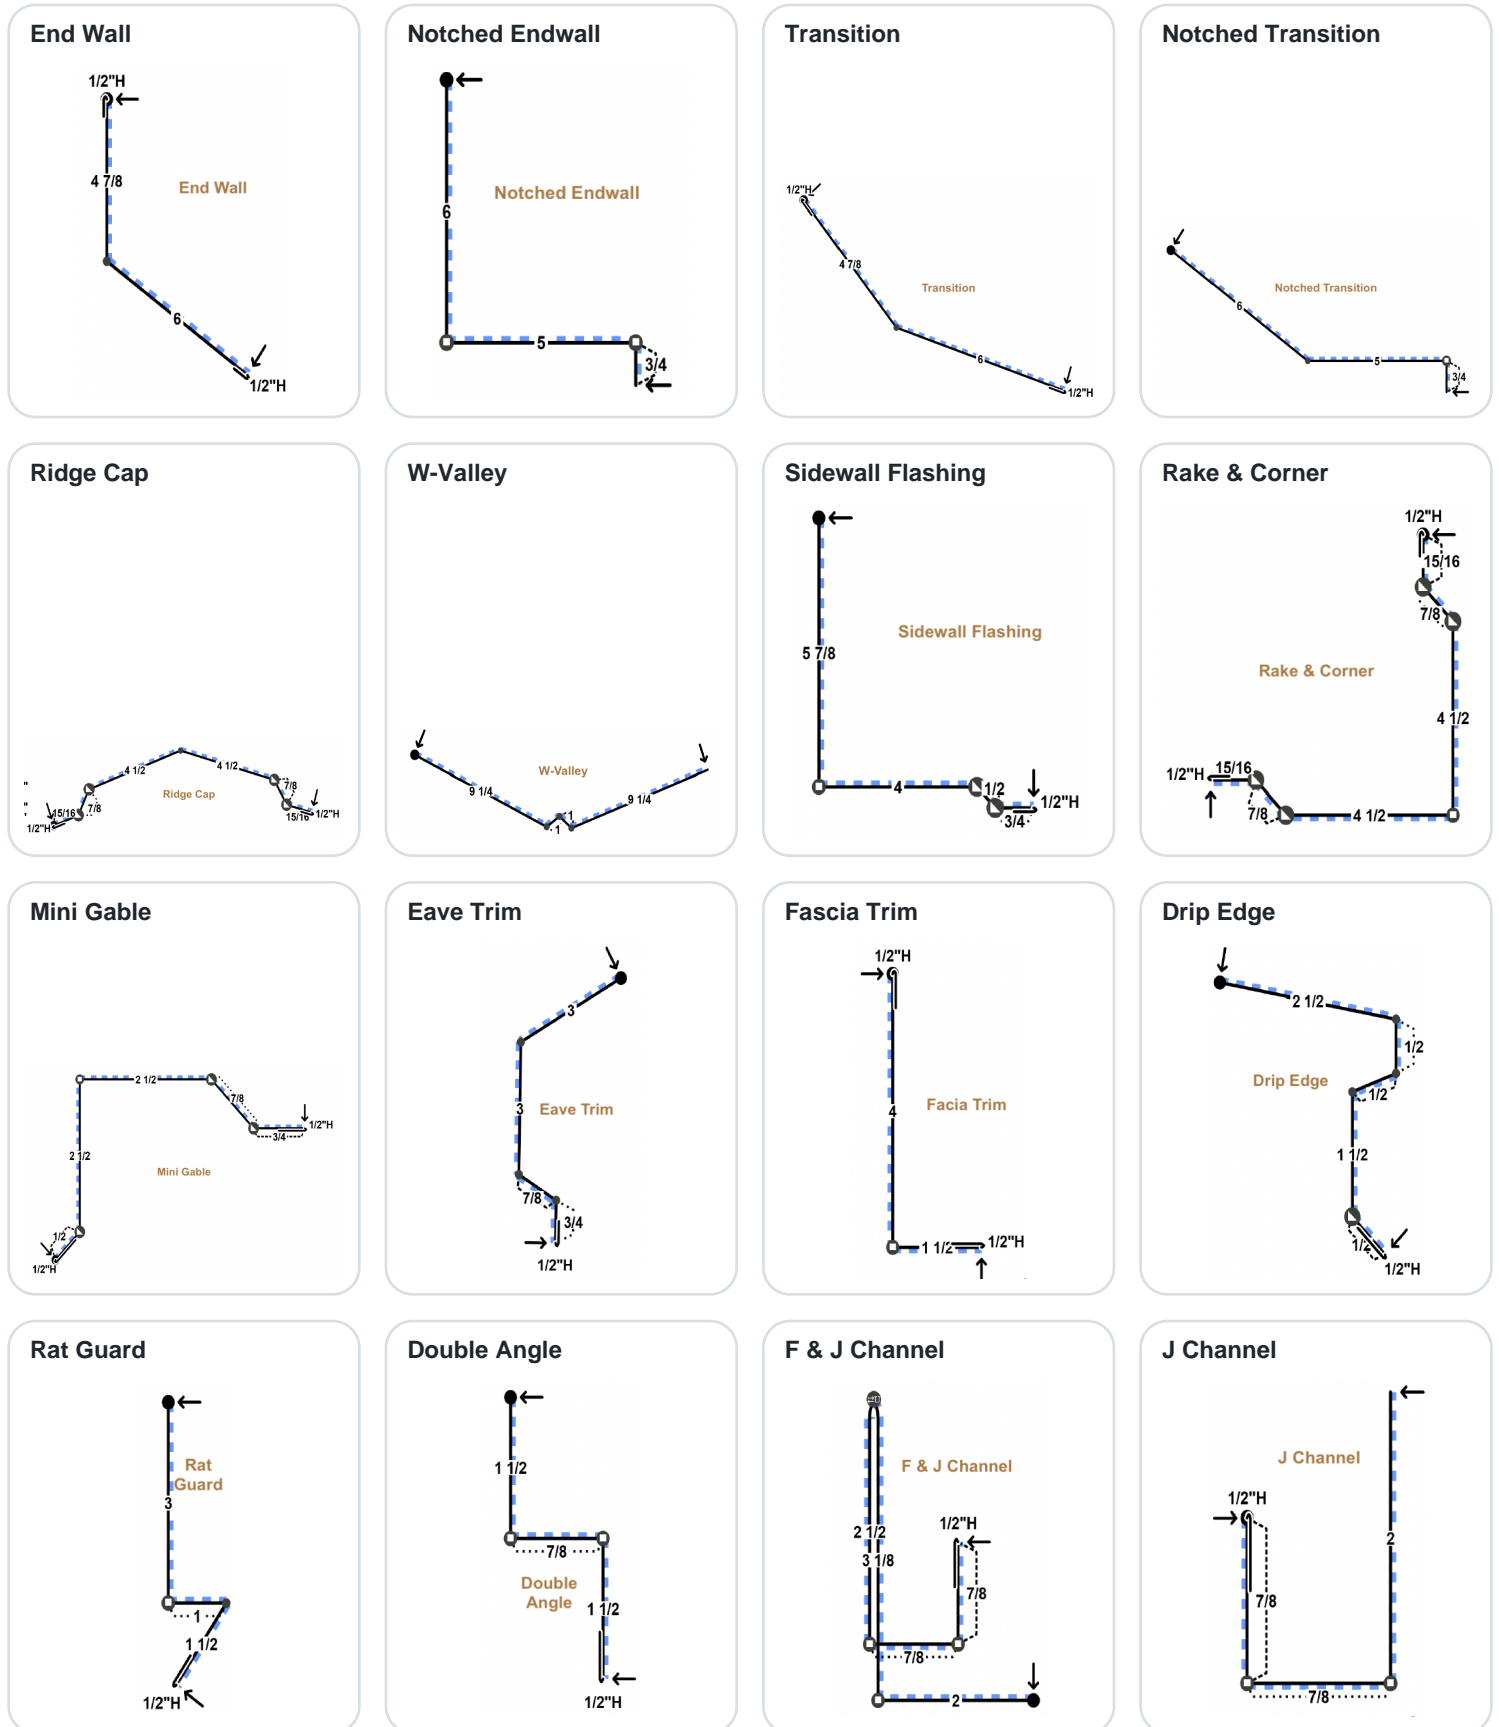 End Wall
1/2"H
4 7/8
End Wall
6
1/2"H
Notched Endwall
6
Notched Endwall
5
3/4
Transition
1/2"H
4 7/8
Transition
6
1/2"H
Notched Transition
6
Notched Transition
5
3/4
Ridge Cap
4 1/2
4 1/2
"
7/8
Ridge Cap
7/8
"
15/16
15/16
1/2"H
1/2"H
W-Valley
W-Valley
9 1/4
9 1/4
1
1
Sidewall Flashing
Sidewall Flashing
5 7/8
4
1/2
1/2"H
3/4
Rake & Corner
1/2"H
15/16
7/8
Rake & Corner
4 1/2
1/2"H
15/16
7/8
4 1/2
Mini Gable
2 1/2
7/8
1/2"H
3/4
2 1/2
Mini Gable
1/2
1/2"H
Eave Trim
3
3
Eave Trim
7/8
3/4
1/2"H
Fascia Trim
1/2"H
4
Facia Trim
1 1/2
1/2"H
Drip Edge
2 1/2
1/2
Drip Edge
1/2
1 1/2
1/2
1/2"H
Rat Guard
Rat
Guard
3
1
1 1/2
1/2"H
Double Angle
1 1/2
7/8
Double
Angle
1 1/2
1/2"H
F & J Channel
F & J Channel
2 1/2
1/2"H
3 1/8
7/8
7/8
2
J Channel
J Channel
1/2"H
2
7/8
7/8